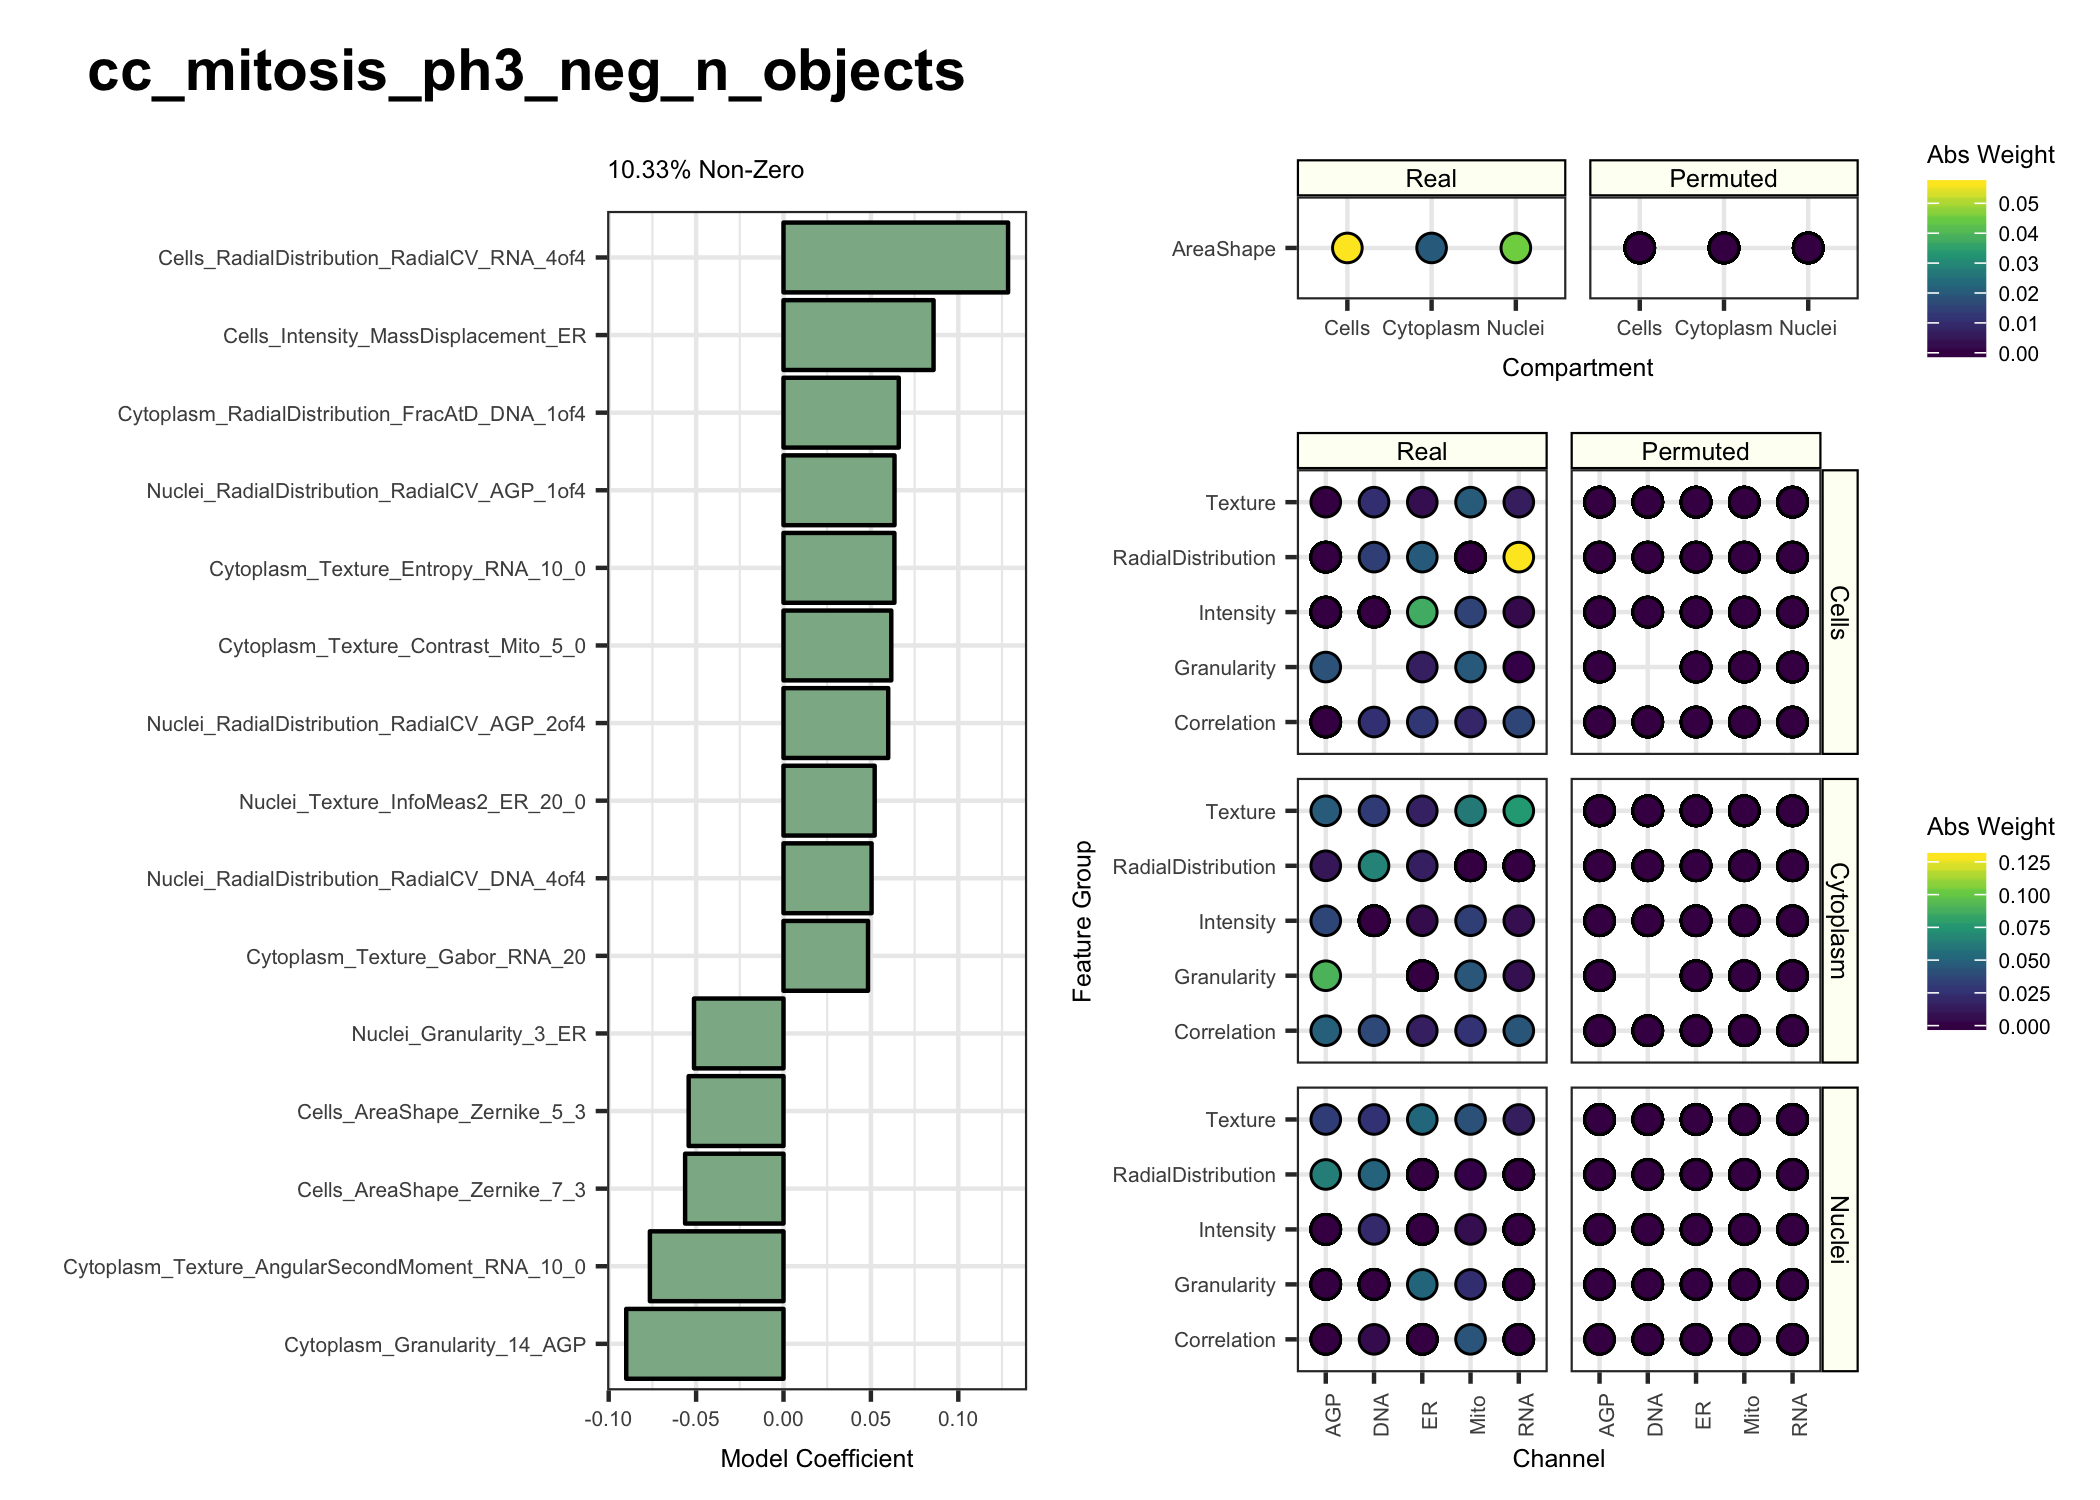 cc_mitosis_ph3_neg_n_objects
10.33% Non-Zero
Cells_RadialDistribution_RadialCV_RNA_4of4
Cells_Intensity_MassDisplacement_ER
Cytoplasm_RadialDistribution_FracAtD_DNA_1of4
Nuclei_RadialDistribution_RadialCV_AGP_1of4
Cytoplasm_Texture_Entropy_RNA_10_0
Cytoplasm_Texture_Contrast_Mito_5_0
Nuclei_RadialDistribution_RadialCV_AGP_2of4
Nuclei_Texture_InfoMeas2_ER_20_0
Nuclei_RadialDistribution_RadialCV_DNA_4of4
Cytoplasm_Texture_Gabor_RNA_20
Nuclei_Granularity_3_ER
Cells_AreaShape_Zernike_5_3
Cells_AreaShape_Zernike_7_3
Cytoplasm_Texture_AngularSecondMoment_RNA_10_0
Cytoplasm_Granularity_14_AGP
-0.10 -0.05 0.00 0.05 0.10
Model Coefficient
Real Permuted
AreaShape
Cells Cytoplasm Nuclei Cells Cytoplasm Nuclei
Compartment
Abs Weight
0.05
0.04
0.03
0.02
0.01
0.00
Real Permuted
Feature Group
Texture
RadialDistribution
Intensity
Granularity
Correlation
Cells
Texture
RadialDistribution
Intensity
Granularity
Correlation
Cytoplasm
Texture
RadialDistribution
Intensity
Granularity
Correlation
Nuclei
AGP DNA ER Mito RNA AGP DNA ER Mito RNA
Channel
Abs Weight
0.125
0.100
0.075
0.050
0.025
0.000